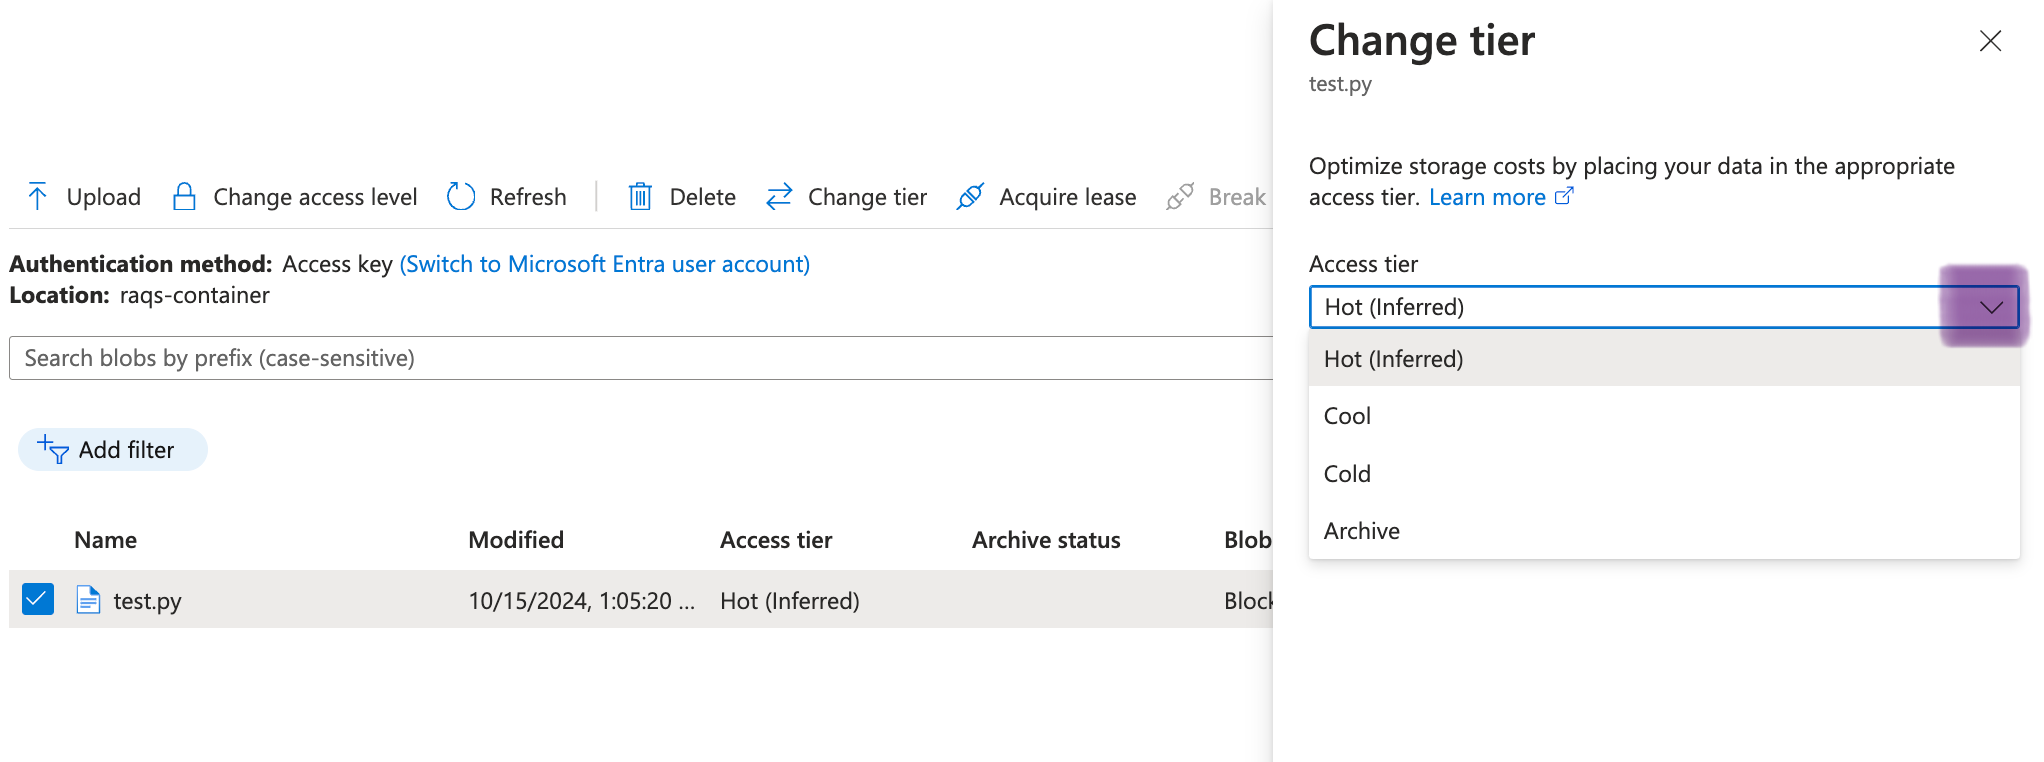 Upload Change access level Refresh Delete Change tier Acquire lease Break
Authentication method: Access key (Switch to Microsoft Entra user account)
Location: raqs-container
Search blobs by prefix (case-sensitive)
Add filter
Name Modified Access tier Archive status Blob
test.py 10/15/2024, 1:05:20 ... Hot (Inferred) Block
Change tier
test.py
Optimize storage costs by placing your data in the appropriate
access tier. Learn more
Access tier
Hot (Inferred)
Hot (Inferred)
Cool
Cold
Archive